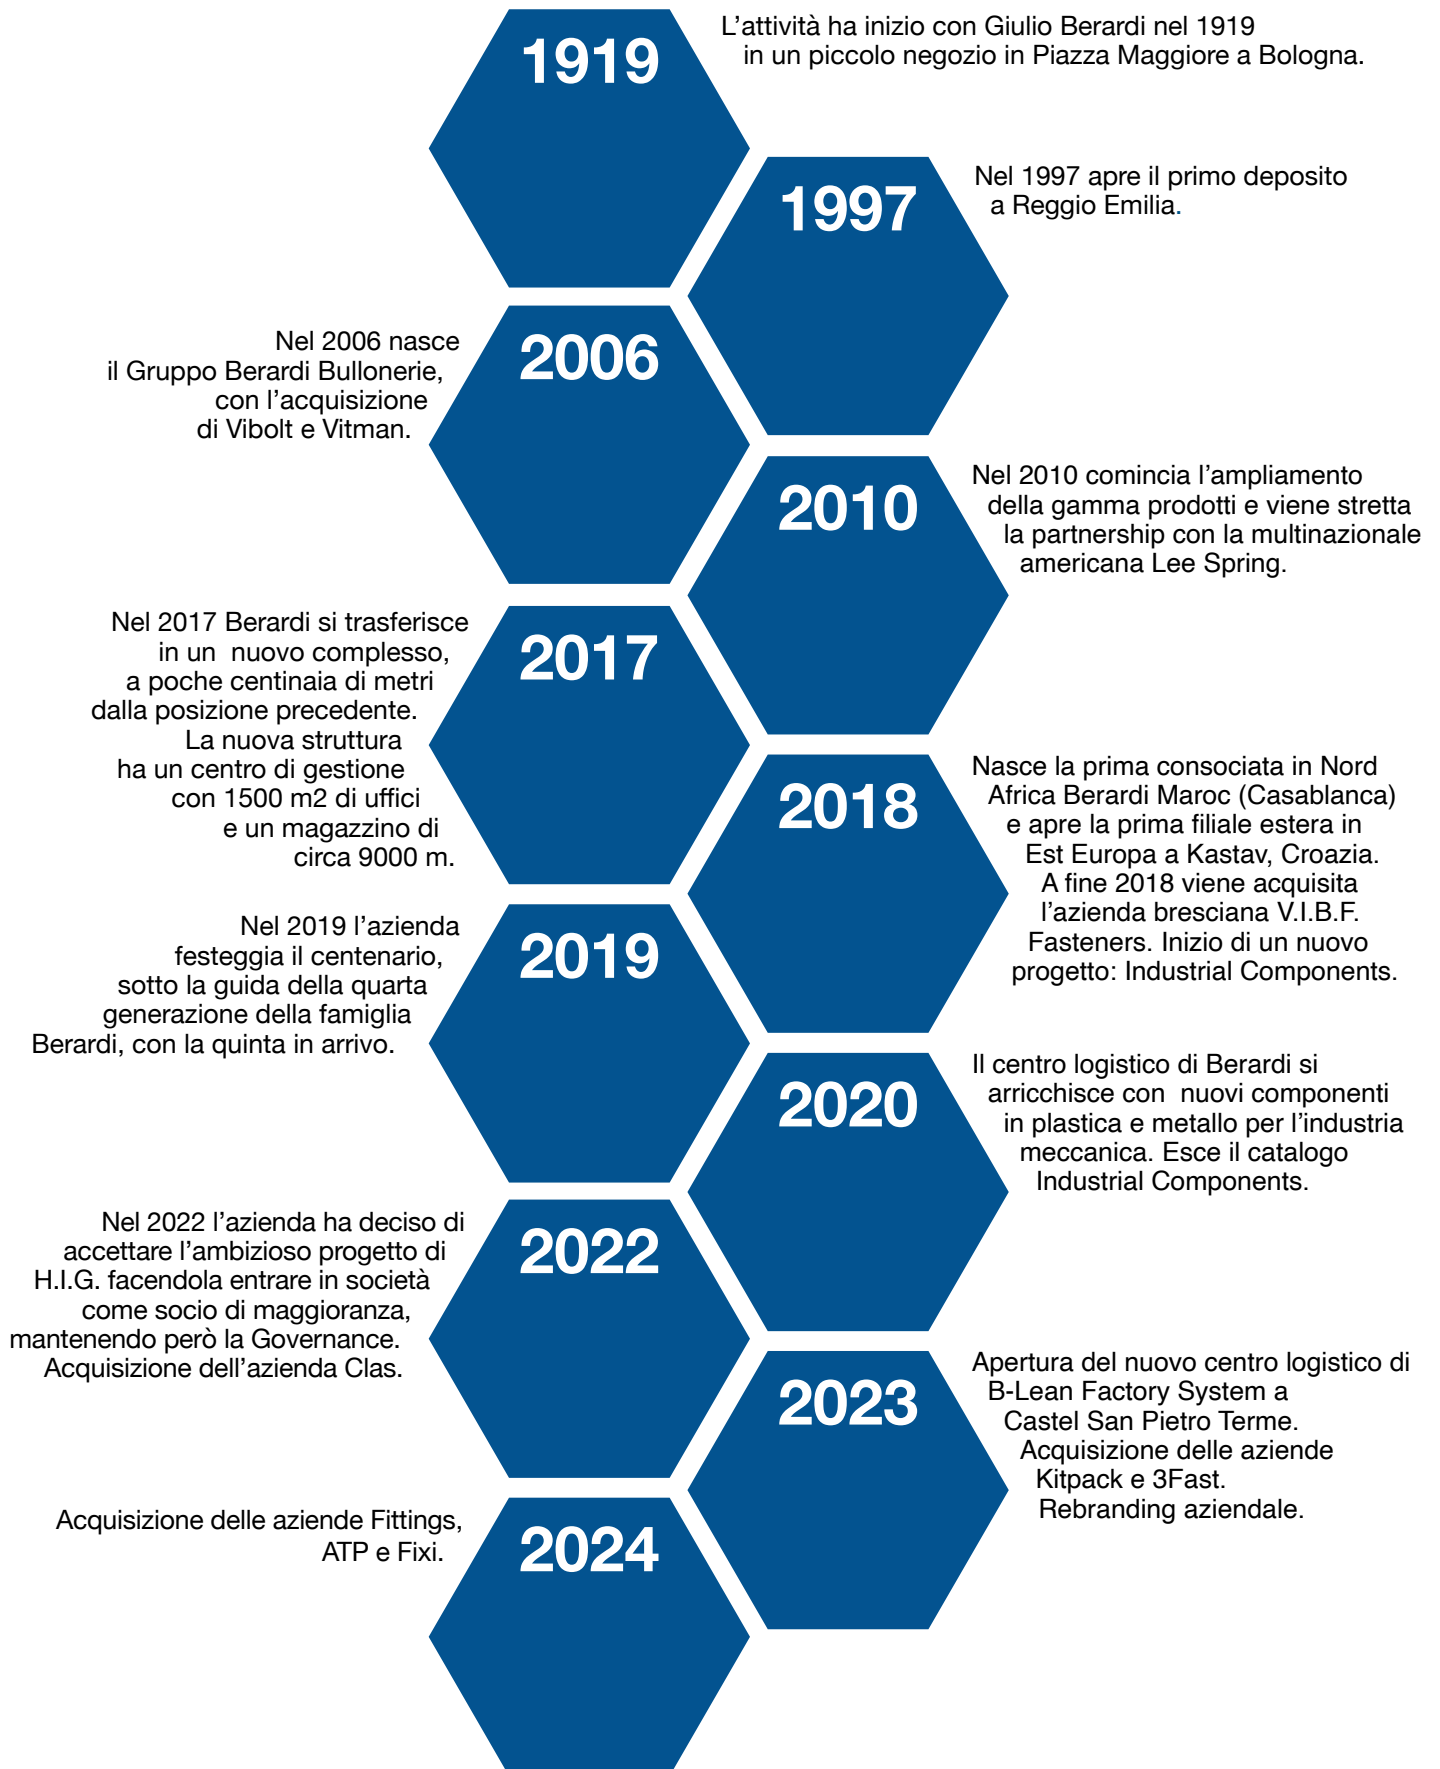 1919
L’attività ha inizio con Giulio Berardi nel 1919
in un piccolo negozio in Piazza Maggiore a Bologna.
1997
Nel 1997 apre il primo deposito
a Reggio Emilia.
2006
Nel 2006 nasce
il Gruppo Berardi Bullonerie,
con l’acquisizione
di Vibolt e Vitman.
2010
Nel 2010 comincia l’ampliamento
della gamma prodotti e viene stretta
la partnership con la multinazionale
americana Lee Spring.
2017
Nel 2017 Berardi si trasferisce
in un  nuovo complesso,
a poche centinaia di metri
dalla posizione precedente.
La nuova struttura
ha un centro di gestione
con 1500 m2 di uffici
e un magazzino di
circa 9000 m.
2018
Nasce la prima consociata in Nord
Africa Berardi Maroc (Casablanca)
e apre la prima filiale estera in
Est Europa a Kastav, Croazia.
A fine 2018 viene acquisita
l’azienda bresciana V.I.B.F.
Fasteners. Inizio di un nuovo
progetto: Industrial Components.
2019
Nel 2019 l’azienda
festeggia il centenario,
sotto la guida della quarta
generazione della famiglia
Berardi, con la quinta in arrivo.
2020
Il centro logistico di Berardi si
arricchisce con  nuovi componenti
in plastica e metallo per l’industria
meccanica. Esce il catalogo
Industrial Components.
2022
Nel 2022 l’azienda ha deciso di
accettare l’ambizioso progetto di
H.I.G. facendola entrare in società
come socio di maggioranza,
mantenendo però la Governance.
Acquisizione dell’azienda Clas.
2023
Apertura del nuovo centro logistico di
B-Lean Factory System a
Castel San Pietro Terme.
Acquisizione delle aziende
Kitpack e 3Fast.
Rebranding aziendale.
2024
Acquisizione delle aziende Fittings,
ATP e Fixi.